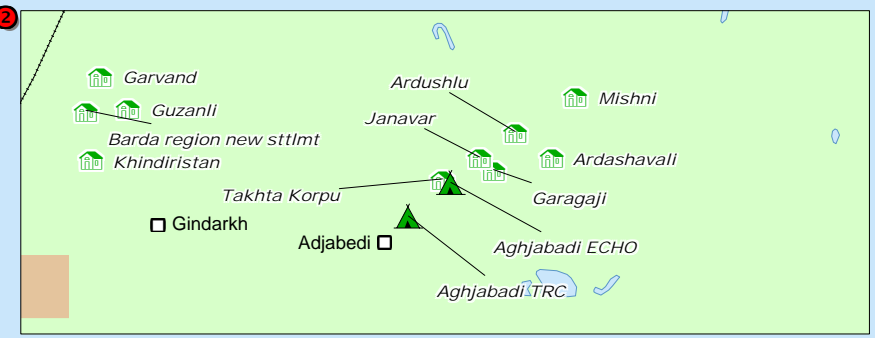 2
Garvand
Ardushlu
Mishni
Guzanli
Janavar
Barda region new sttlmt
Khindiristan
Ardashavali
Takhta Korpu
Garagaji
Gindarkh
Adjabedi
Aghjabadi ECHO
Aghjabadi TRC